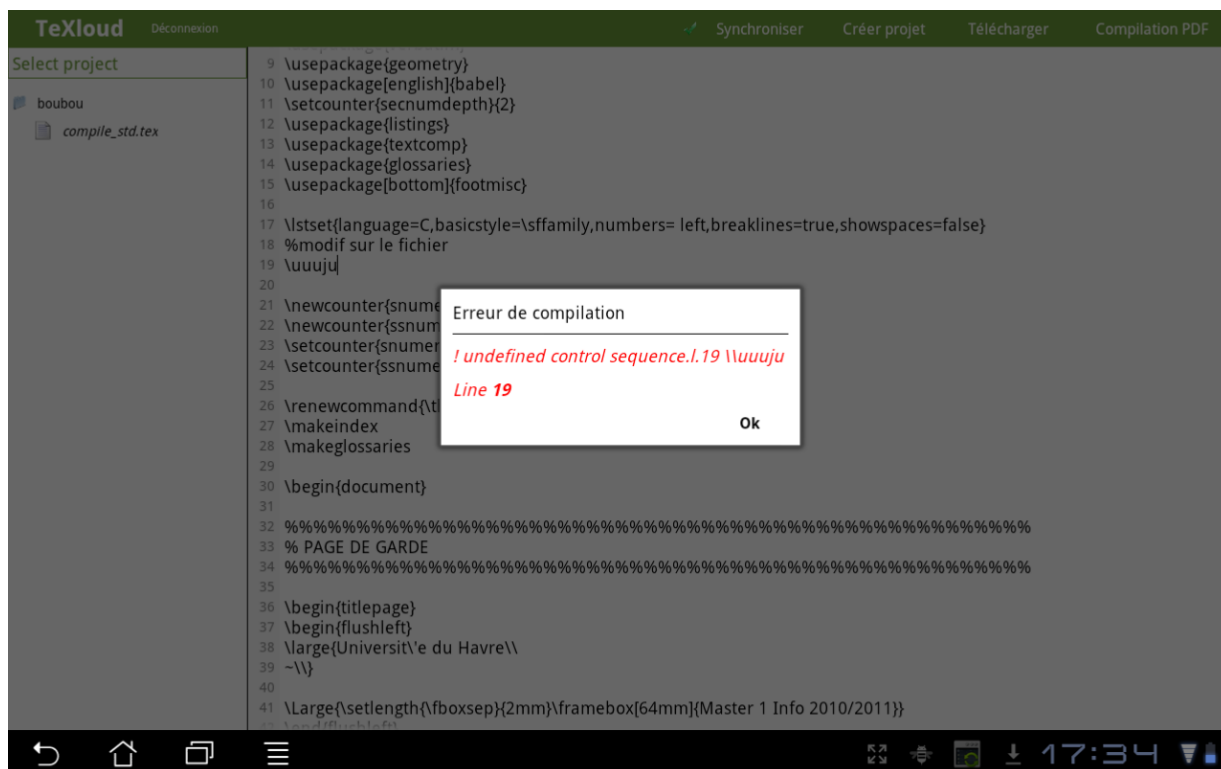 TeXloud Déconnexion Synchroniser Créer projet Télécharger Compilation PDF
Select project
boubou
compile_std.tex
9 \usepackage{geometry}
10 \usepackage[english]{babel}
11 \setcounter{secnumdepth}{2}
12 \usepackage{listings}
13 \usepackage{textcomp}
14 \usepackage{glossaries}
15 \usepackage[bottom]{footmisc}
16
17 \lstset{language=C,basicstyle=\sffamily,numbers= left,breaklines=true,showspaces=false}
18 %modif sur le fichier
19 \uuuju
20
21 \newcounter{snume
22 \newcounter{ssnum
23 \setcounter{snumer
24 \setcounter{ssnume
25
26 \renewcommand{\t
27 \makeindex
28 \makeglossaries
29
30 \begin{document}
31
32 %%%%%%%%%%%%%%%%%%%%%%%%%%%%%%%%%%%%%%%%%%%%%%%%%%%%
33 % PAGE DE GARDE
34 %%%%%%%%%%%%%%%%%%%%%%%%%%%%%%%%%%%%%%%%%%%%%%%%%%%%
35
36 \begin{titlepage}
37 \begin{flushleft}
38 \large{Universit\'e du Havre\\
39 ~\\}
40
41 \Large{\setlength{\fboxsep}{2mm}\framebox[64mm]{Master 1 Info 2010/2011}}
42 \end{flushleft}
Erreur de compilation
! undefined control sequence.l.19 \\uuuju
Line 19
Ok
17:34